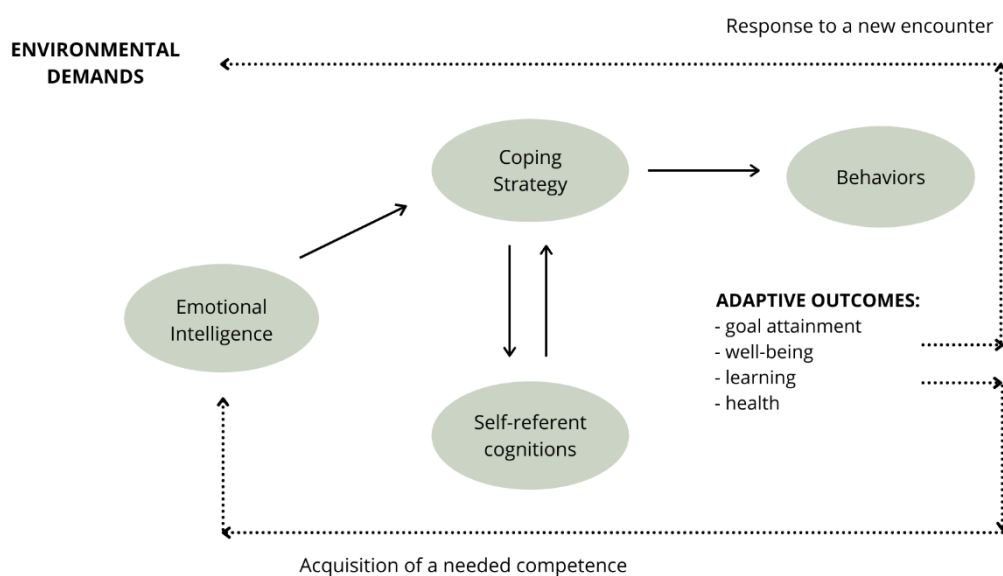 Response to a new encounter
ENVIRONMENTAL
DEMANDS
Coping
Strategy
Behaviors
Emotional
Intelligence
ADAPTIVE OUTCOMES:
- goal attainment
- well-being
- learning
- health
Self-referent
cognitions
Acquisition of a needed competence